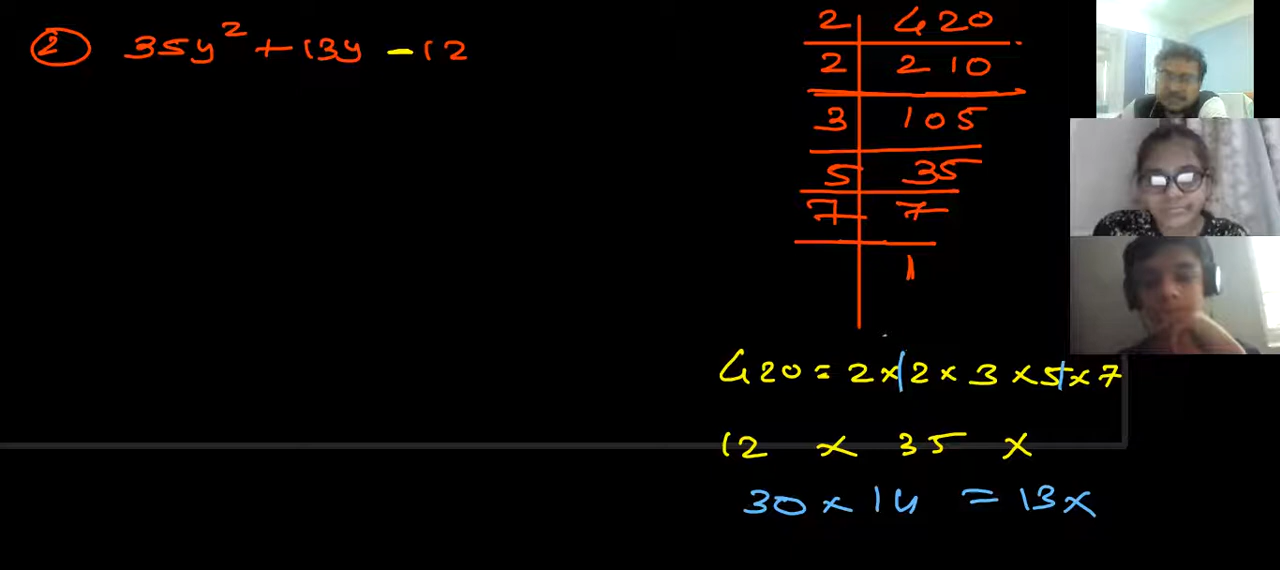 ② 35y² + 13y - 12
2 | 420
2 | 210
3 | 105
5 | 35
7 | 7
1
420 = 2 × 2 × 3 × 5 × 7
12 × 35 ×
30 × 14 = 13 ×